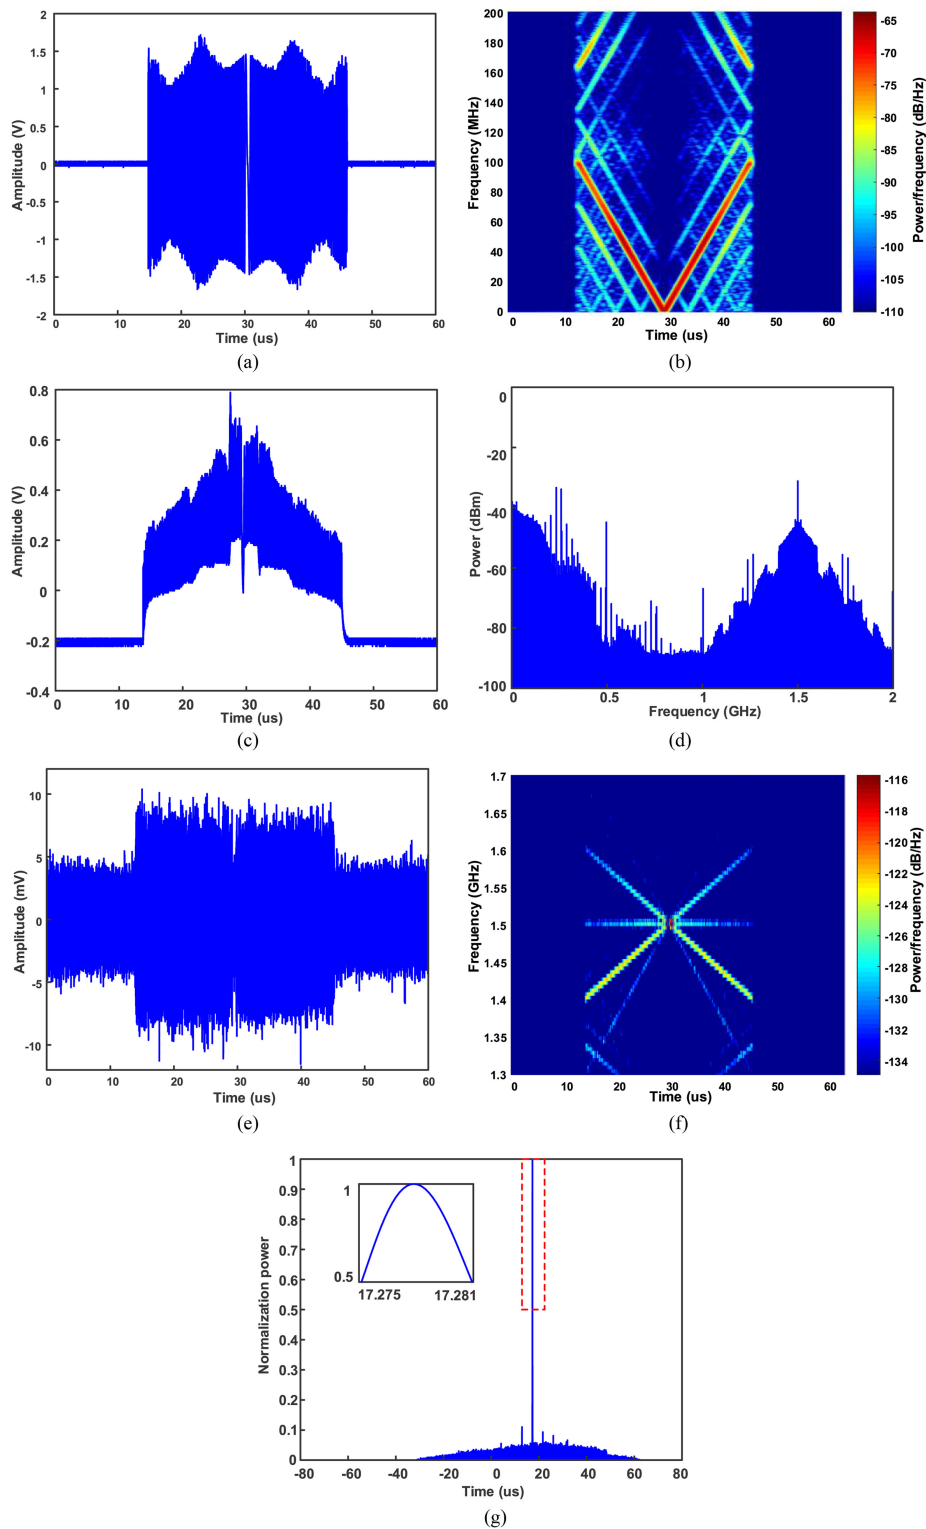 2
1.5
1
0.5
0
-0.5
-1
-1.5
-2
Amplitude (V)
0 10 20 30 40 50 60
Time (us)
(a)
200
180
160
140
120
100
80
60
40
20
0
Frequency (MHz)
0 10 20 30 40 50 60
Time (us)
-65
-70
-75
-80
-85
-90
-95
-100
-105
-110
Power/frequency (dB/Hz)
(b)
0.8
0.6
0.4
0.2
0
-0.2
-0.4
Amplitude (V)
0 10 20 30 40 50 60
Time (us)
(c)
0
-20
-40
-60
-80
-100
Power (dBm)
0.5 1 1.5 2
Frequency (GHz)
(d)
10
5
0
-5
-10
Amplitude (mV)
0 10 20 30 40 50 60
Time (us)
(e)
1.7
1.6
1.55
1.5
1.45
1.4
1.3
Frequency (GHz)
0 10 20 30 40 50 60
Time (us)
-116
-118
-120
-122
-124
-126
-128
-130
-132
-134
Power/frequency (dB/Hz)
(f)
1
0.9
0.8
0.7
0.6
0.5
0.4
0.3
0.2
0.1
0
Normalization power
1
0.5
17.275 17.281
-80 -60 -40 -20 0 20 40 60 80
Time (us)
(g)